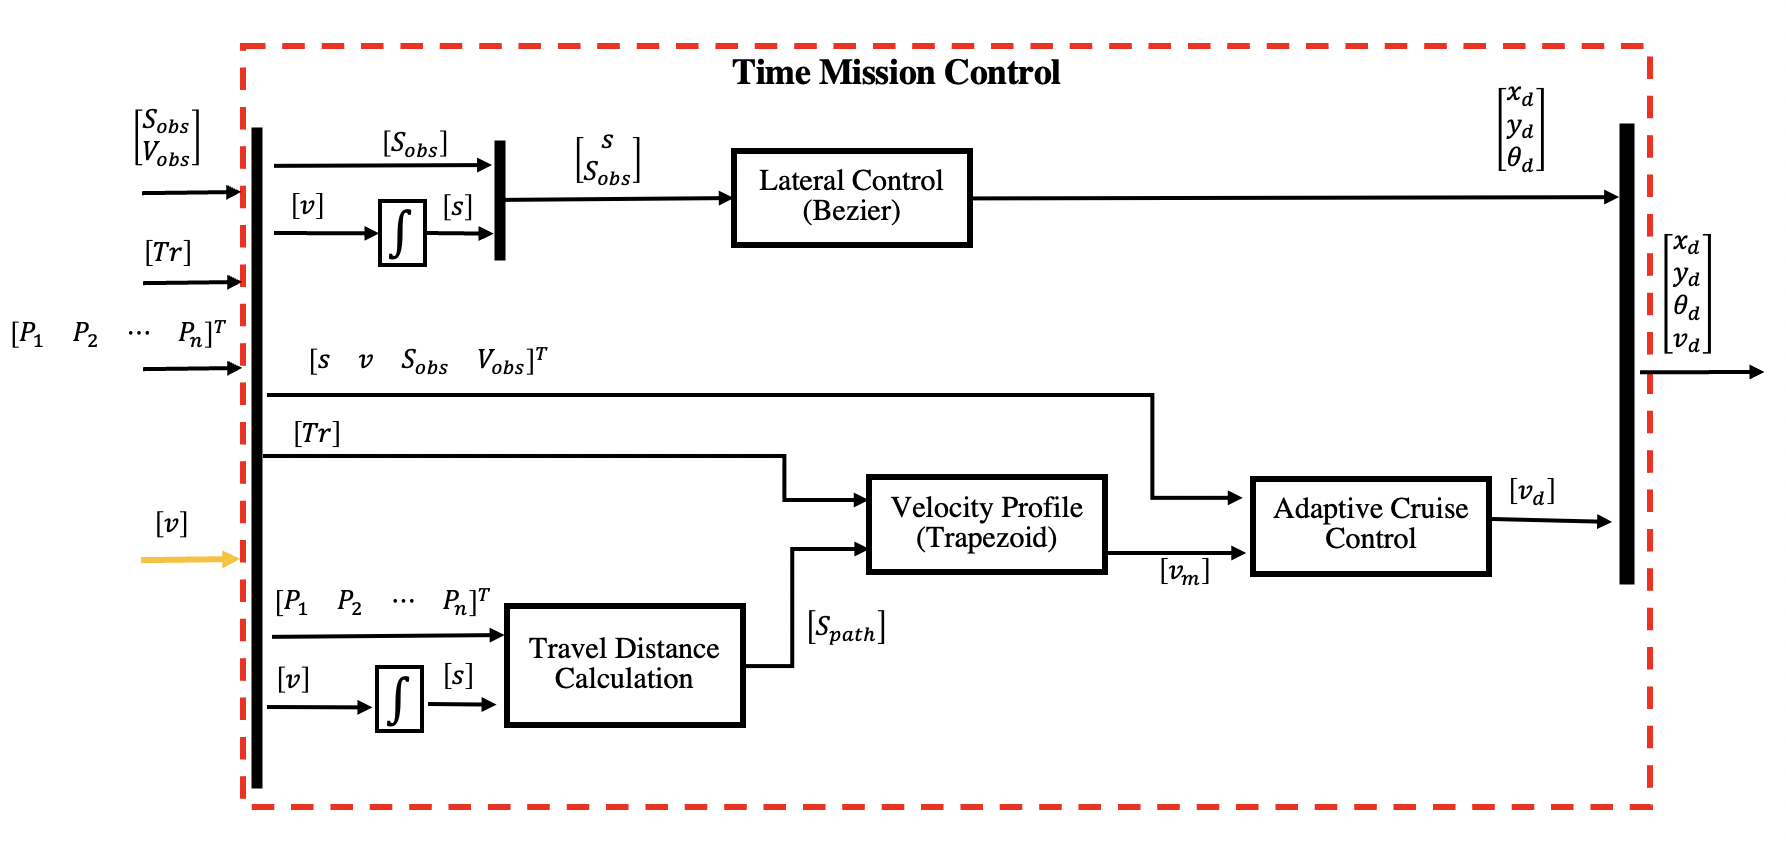 Time Mission Control
[S_obs
V_obs]
[Tr]
[P_1 P_2 ⋯ P_n]^T
[v]
[S_obs]
[v]
∫
[s]
[s
S_obs]
Lateral Control
(Bezier)
[x_d
y_d
θ_d]
[s v S_obs V_obs]^T
[Tr]
Velocity Profile
(Trapezoid)
[v_m]
Adaptive Cruise
Control
[v_d]
[P_1 P_2 ⋯ P_n]^T
[v]
∫
[s]
Travel Distance
Calculation
[S_path]
[x_d
y_d
θ_d
v_d]